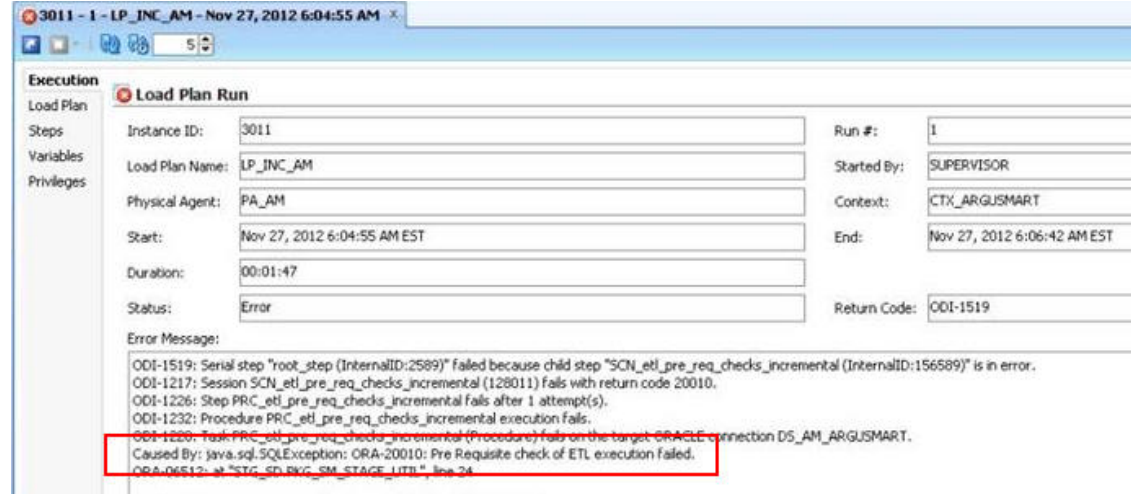 3011 - 1 - LP_INC_AM - Nov 27, 2012 6:04:55 AM
5
Execution
Load Plan
Steps
Variables
Privileges
Load Plan Run
Instance ID: 3011 Run #: 1
Load Plan Name: LP_INC_AM Started By: SUPERVISOR
Physical Agent: PA_AM Context: CTX_ARGUSMART
Start: Nov 27, 2012 6:04:55 AM EST End: Nov 27, 2012 6:06:42 AM EST
Duration: 00:01:47
Status: Error Return Code: ODI-1519
Error Message:
ODI-1519: Serial step "root_step (InternalID:2589)" failed because child step "SCN_etl_pre_req_checks_incremental (InternalID:156589)" is in error.
ODI-1217: Session SCN_etl_pre_req_checks_incremental (128011) fails with return code 20010.
ODI-1226: Step PRC_etl_pre_req_checks_incremental fails after 1 attempt(s).
ODI-1232: Procedure PRC_etl_pre_req_checks_incremental execution fails.
Task PRC_etl_pre_req_checks_incremental (Procedure) fails on the target ORACLE connection DS_AM_ARGUSMART.
Caused By: java.sql.SQLException: ORA-20010: Pre Requisite check of ETL execution failed.
ORA-06512: at "STG_SD.PKG_SM_STAGE_UTIL", line 24